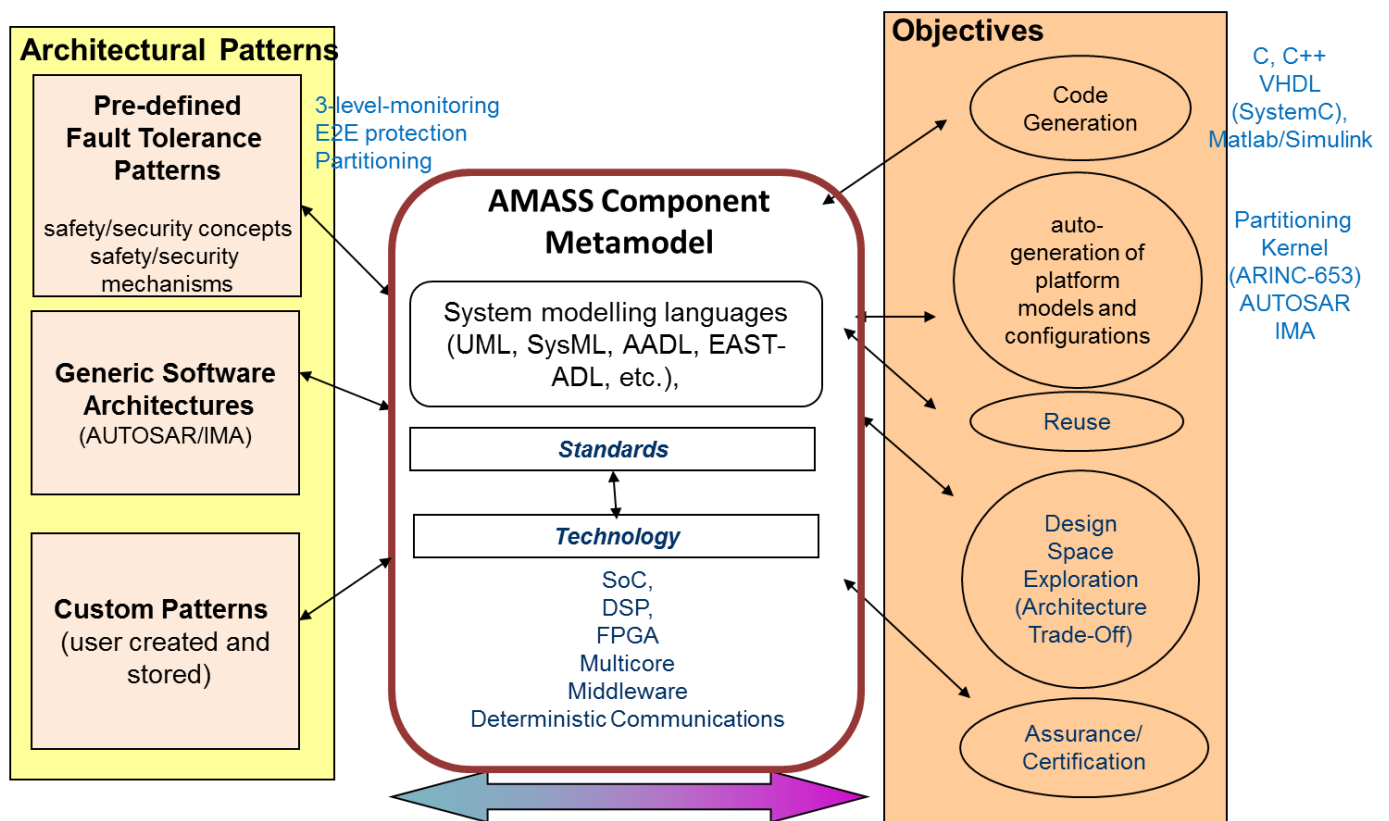 Architectural Patterns
Pre-defined
Fault Tolerance
Patterns
safety/security concepts
safety/security
mechanisms
3-level-monitoring
E2E protection
Partitioning
Generic Software
Architectures
(AUTOSAR/IMA)
Custom Patterns
(user created and
stored)
AMASS Component
Metamodel
System modelling languages
(UML, SysML, AADL, EAST-
ADL, etc.),
Standards
Technology
SoC,
DSP,
FPGA
Multicore
Middleware
Deterministic Communications
Objectives
Code
Generation
C, C++
VHDL
(SystemC),
Matlab/Simulink
auto-
generation of
platform
models and
configurations
Partitioning
Kernel
(ARINC-653)
AUTOSAR
IMA
Reuse
Design
Space
Exploration
(Architecture
Trade-Off)
Assurance/
Certification